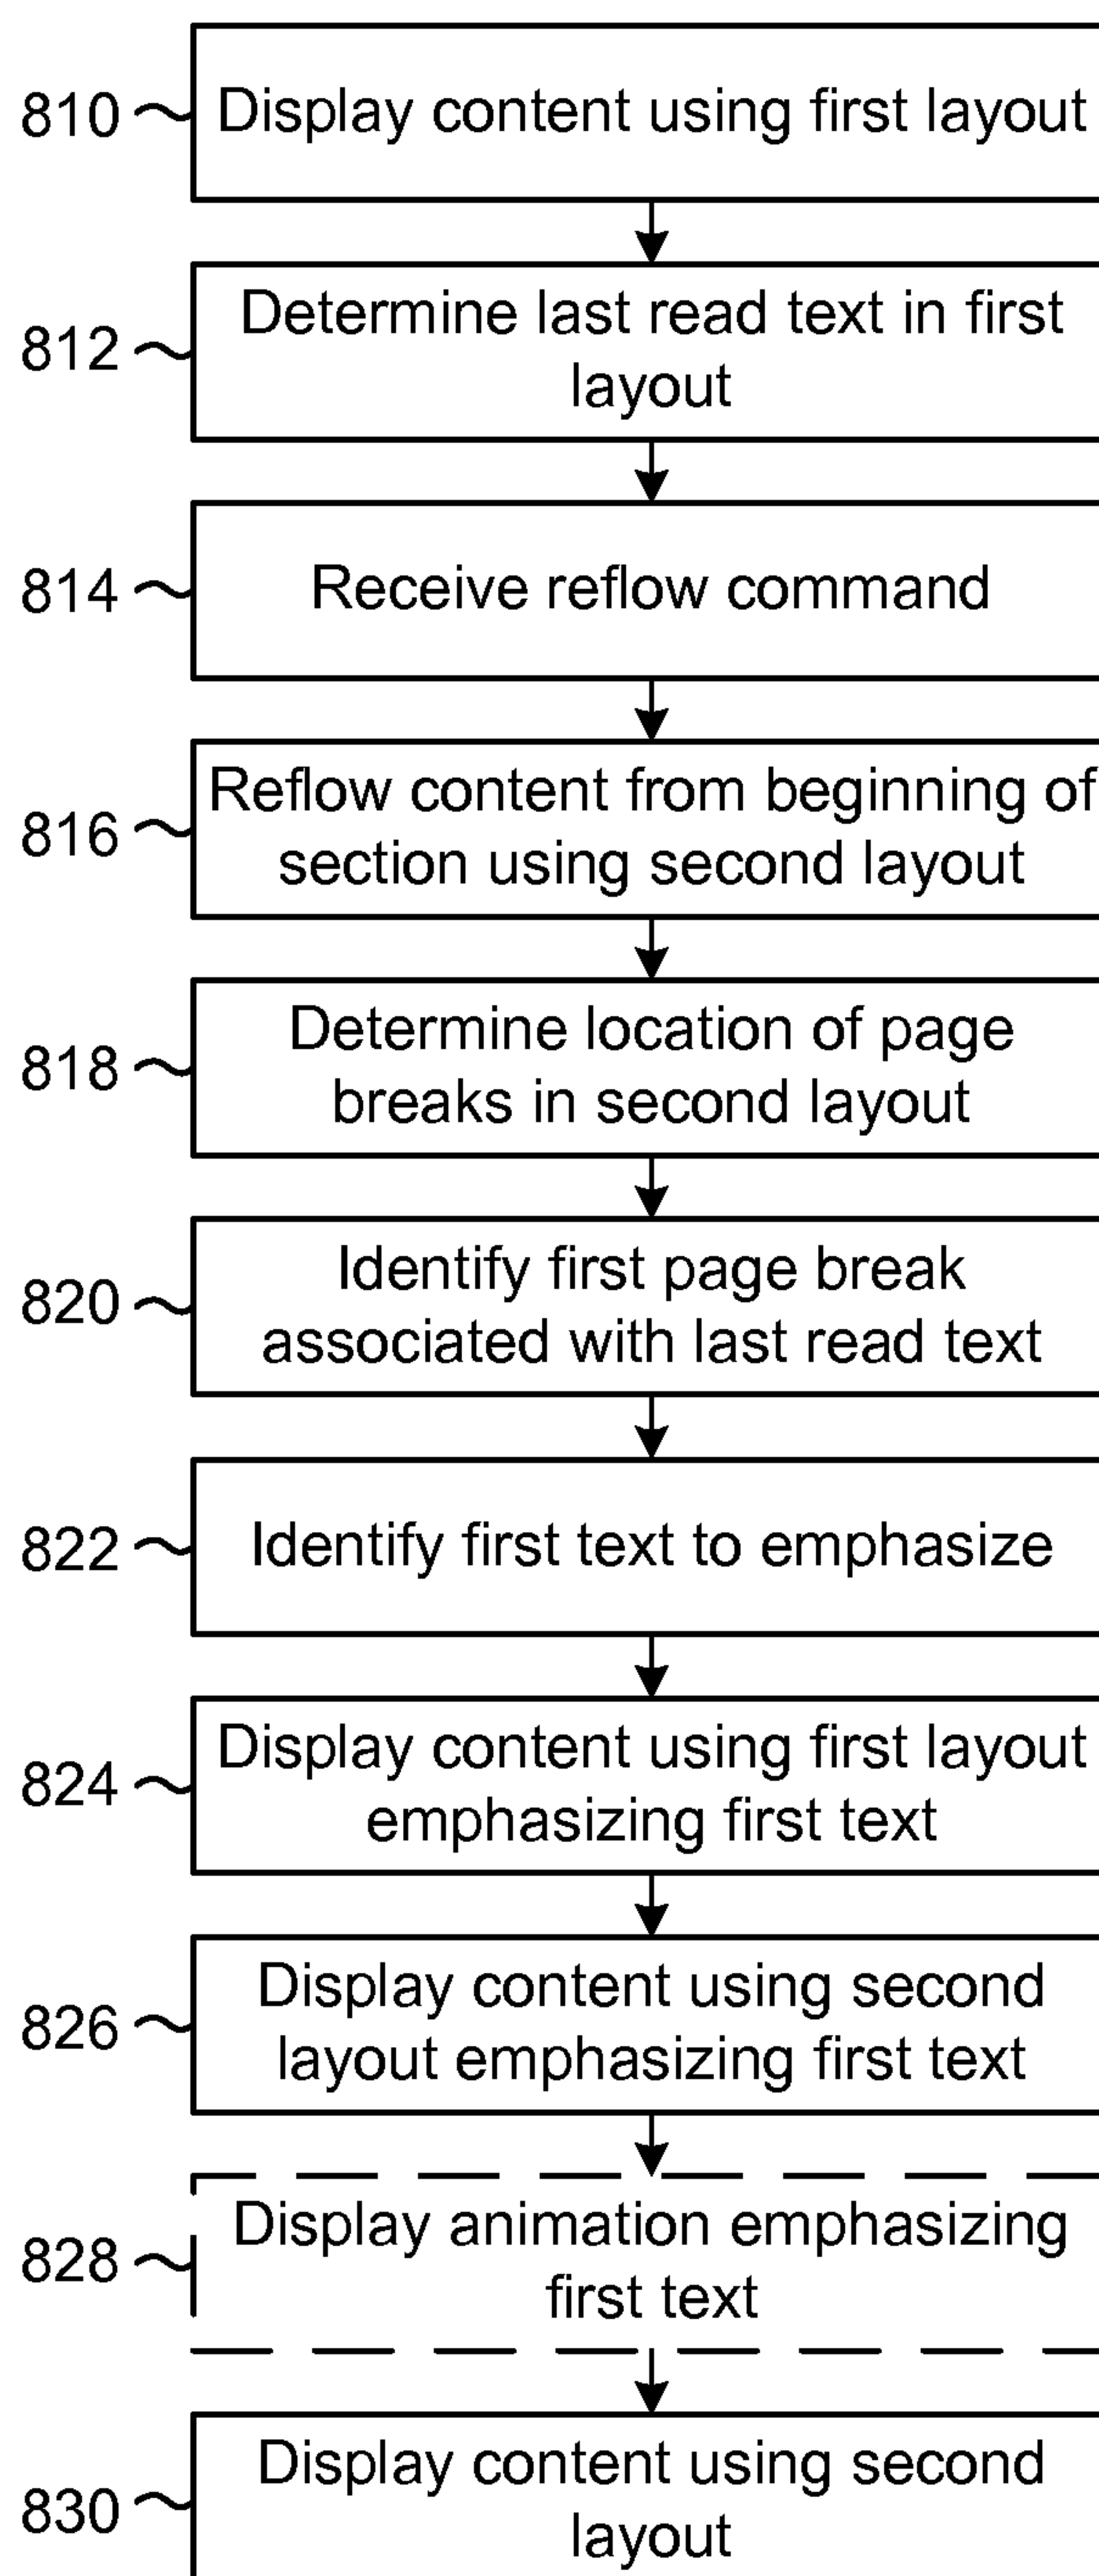 810 Display content using first layout
812 Determine last read text in first
layout
814 Receive reflow command
816 Reflow content from beginning of
section using second layout
818 Determine location of page
breaks in second layout
820 Identify first page break
associated with last read text
822 Identify first text to emphasize
824 Display content using first layout
emphasizing first text
826 Display content using second
layout emphasizing first text
828 Display animation emphasizing
first text
830 Display content using second
layout